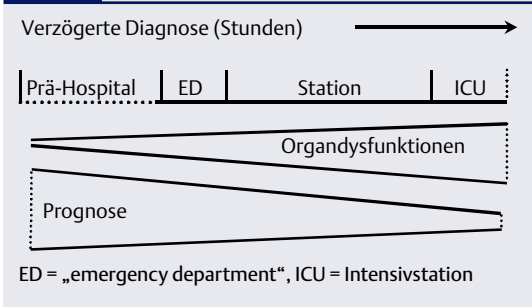 Verzögerte Diagnose (Stunden)
Prä-Hospital ED Station ICU
Organdysfunktionen
Prognose
ED = „emergency department“, ICU = Intensivstation